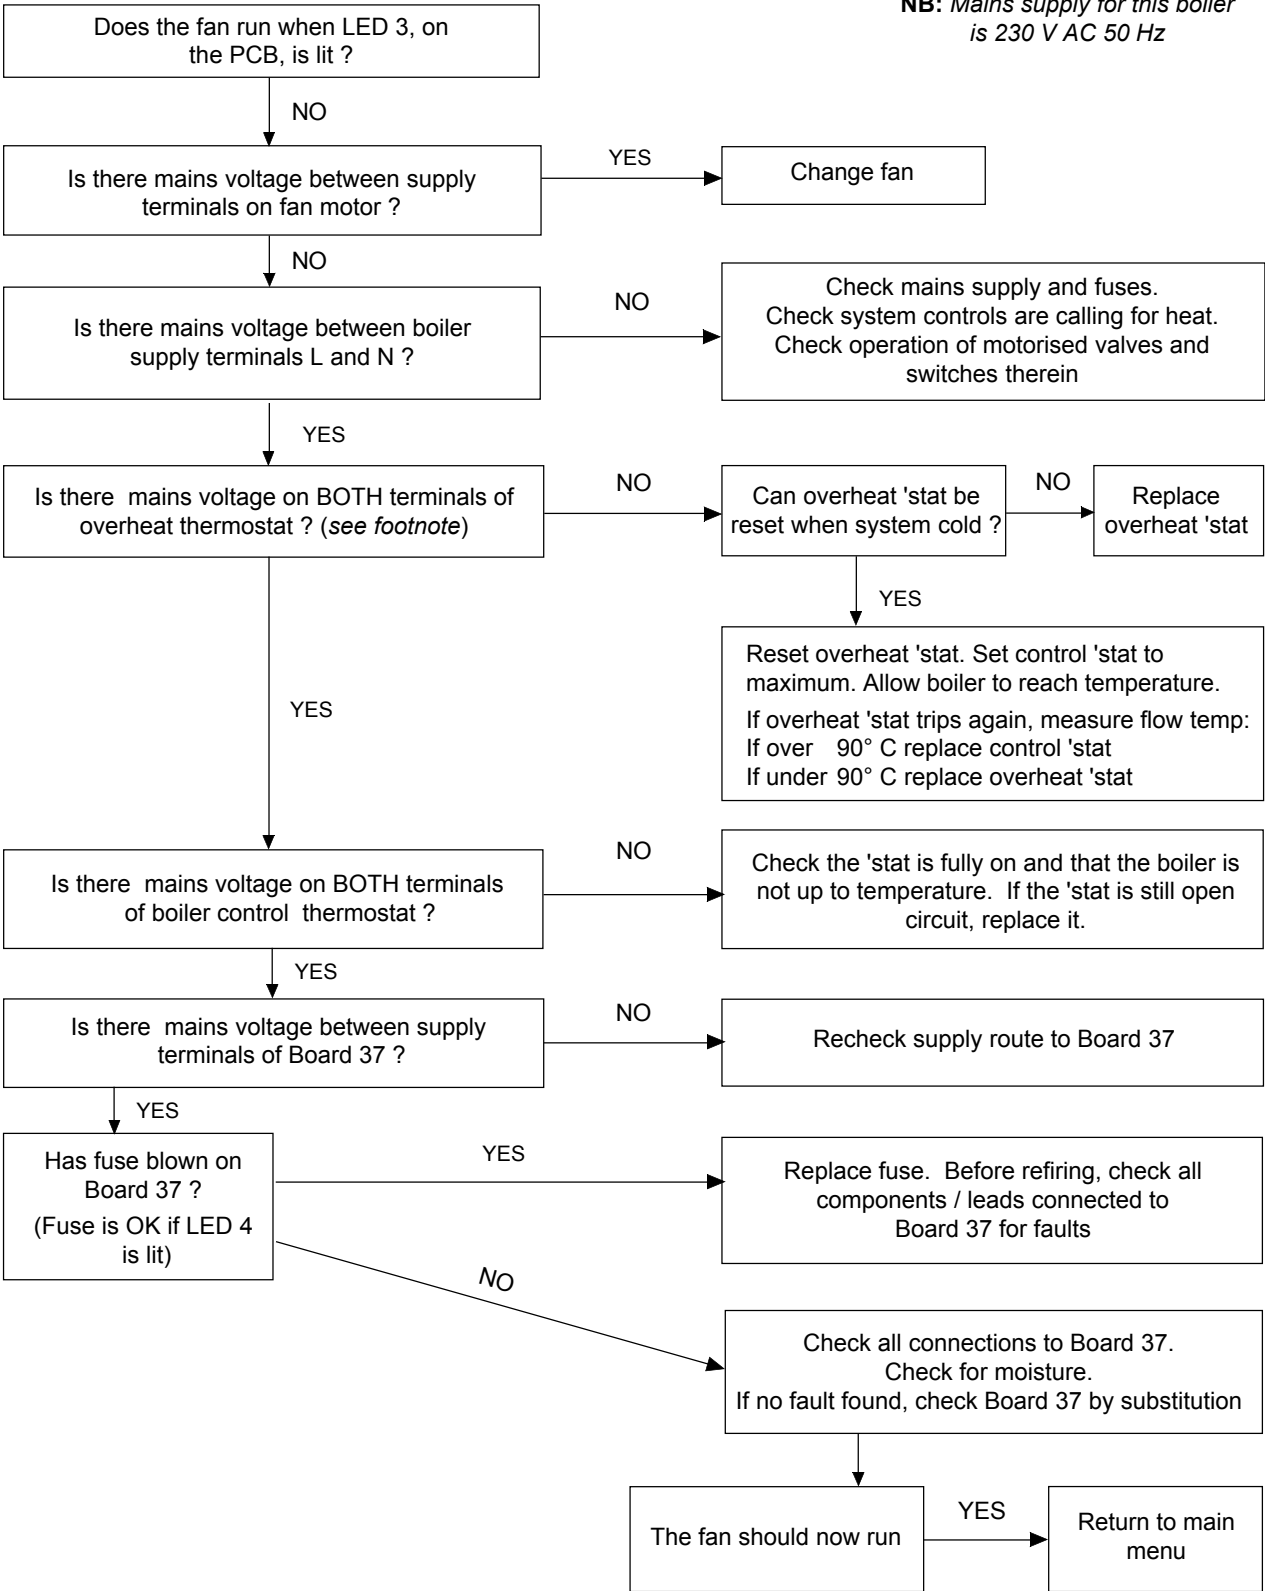 NB: Mains supply for this boiler
is 230 V AC 50 Hz
Does the fan run when LED 3, on
the PCB, is lit ?
NO
Is there mains voltage between supply
terminals on fan motor ?
YES
Change fan
NO
Is there mains voltage between boiler
supply terminals L and N ?
NO
Check mains supply and fuses.
Check system controls are calling for heat.
Check operation of motorised valves and
switches therein
YES
Is there mains voltage on BOTH terminals of
overheat thermostat ? (see footnote)
NO
Can overheat 'stat be
reset when system cold ?
NO
Replace
overheat 'stat
YES
Reset overheat 'stat. Set control 'stat to
maximum. Allow boiler to reach temperature.
If overheat 'stat trips again, measure flow temp:
If over 90° C replace control 'stat
If under 90° C replace overheat 'stat
YES
Is there mains voltage on BOTH terminals
of boiler control thermostat ?
NO
Check the 'stat is fully on and that the boiler is
not up to temperature. If the 'stat is still open
circuit, replace it.
YES
Is there mains voltage between supply
terminals of Board 37 ?
NO
Recheck supply route to Board 37
YES
Has fuse blown on
Board 37 ?
(Fuse is OK if LED 4
is lit)
YES
Replace fuse. Before refiring, check all
components / leads connected to
Board 37 for faults
NO
Check all connections to Board 37.
Check for moisture.
If no fault found, check Board 37 by substitution
The fan should now run
YES
Return to main
menu